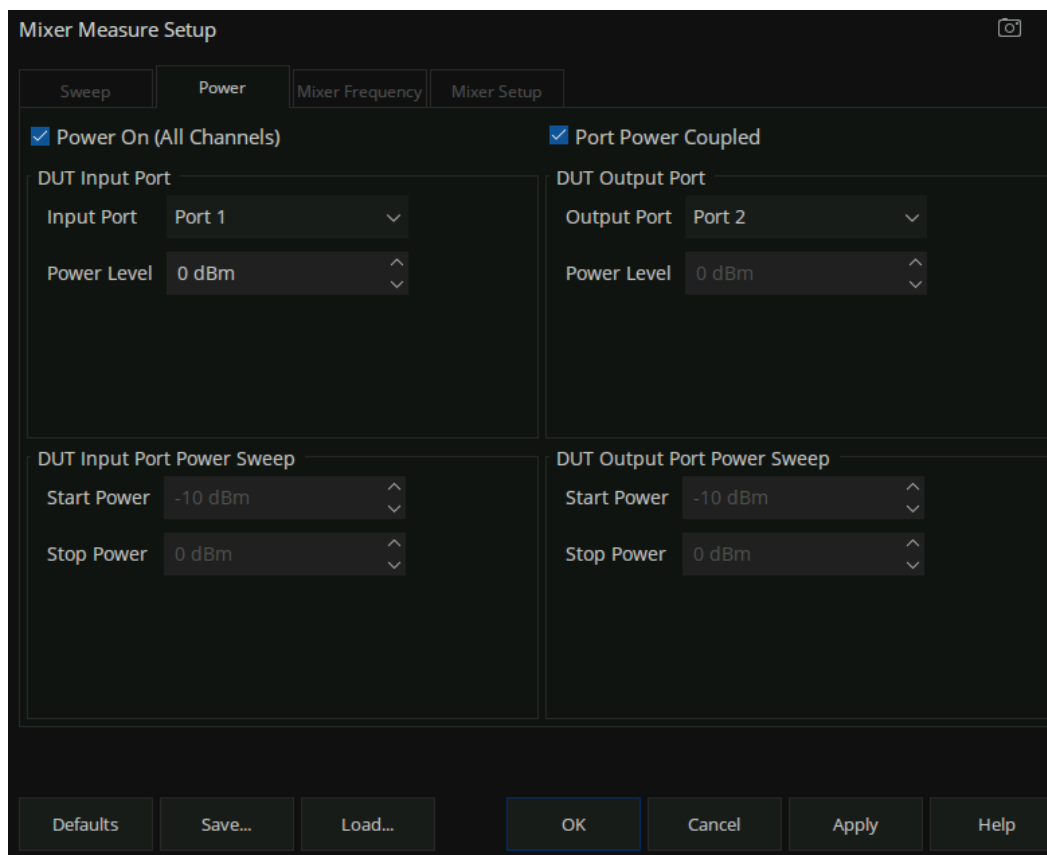 Mixer Measure Setup
Sweep Power Mixer Frequency Mixer Setup
Power On (All Channels) Port Power Coupled
DUT Input Port DUT Output Port
Input Port Port 1 Output Port Port 2
Power Level 0 dBm Power Level 0 dBm
DUT Input Port Power Sweep DUT Output Port Power Sweep
Start Power -10 dBm Start Power -10 dBm
Stop Power 0 dBm Stop Power 0 dBm
Defaults Save... Load... OK Cancel Apply Help